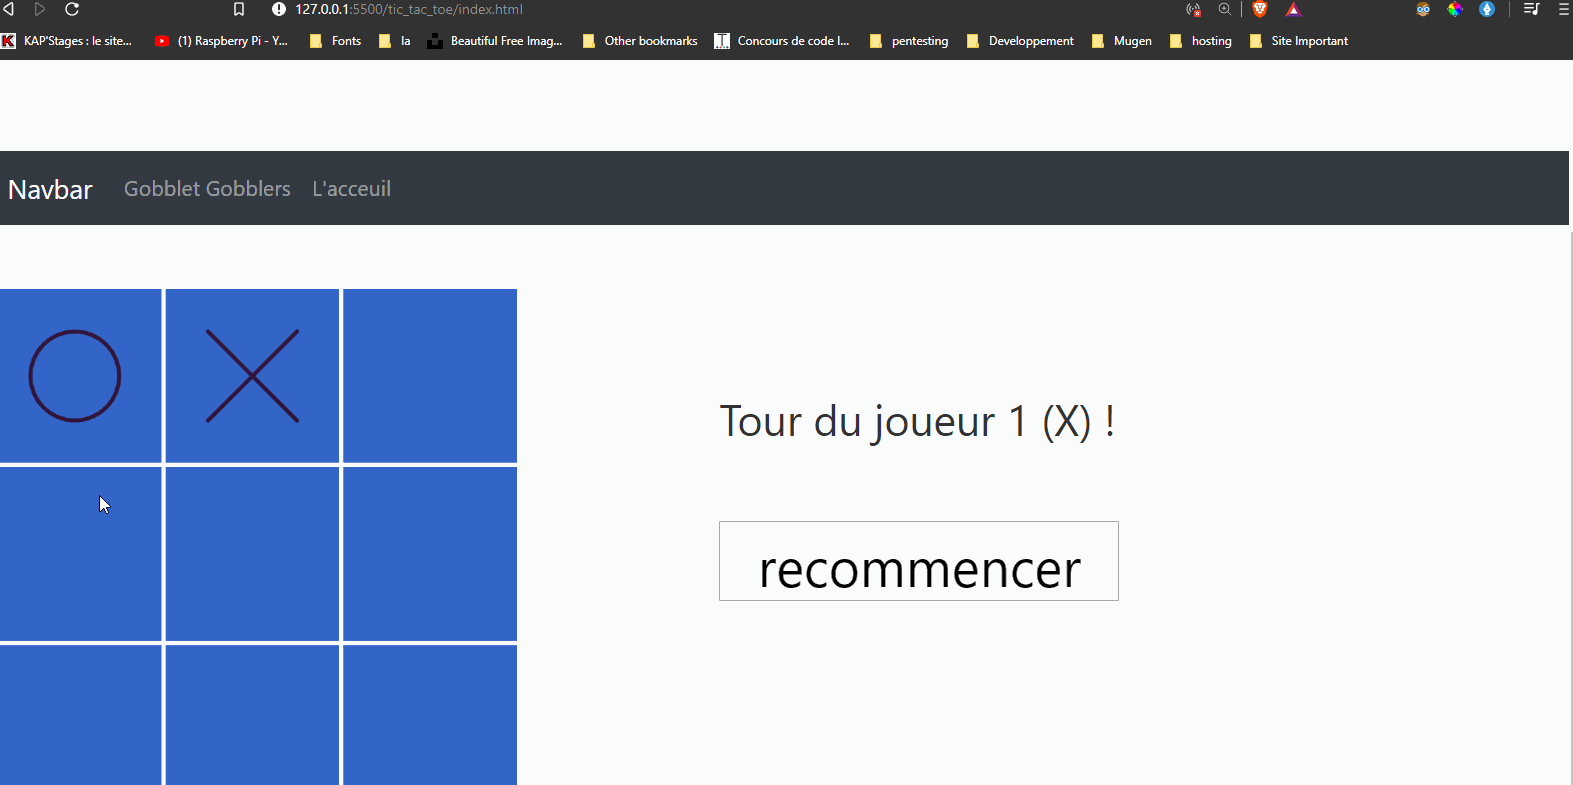 127.0.0.1:5500/tic_tac_toe/index.html
KAP'Stages : le site... (1) Raspberry Pi - Y... Fonts Ia Beautiful Free Imag... Other bookmarks Concours de code I... pentesting Developpement Mugen hosting Site Important
Navbar Gobblet Gobblers L'acceuil
Tour du joueur 1 (X) !
recommencer